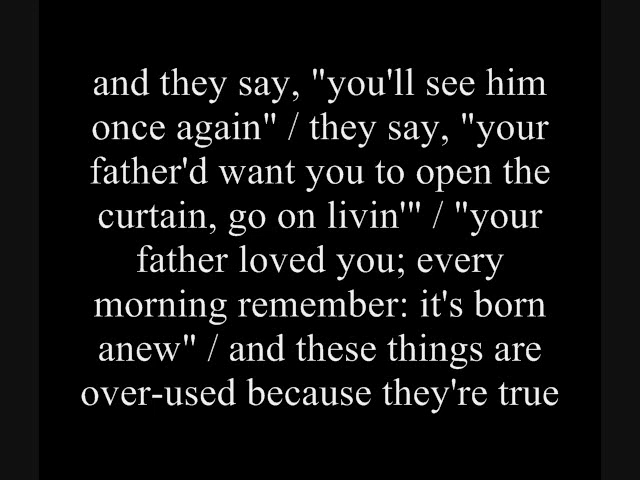 and they say, "you'll see him
once again" / they say, "your
father'd want you to open the
curtain, go on livin'" / "your
father loved you; every
morning remember: it's born
anew" / and these things are
over-used because they're true